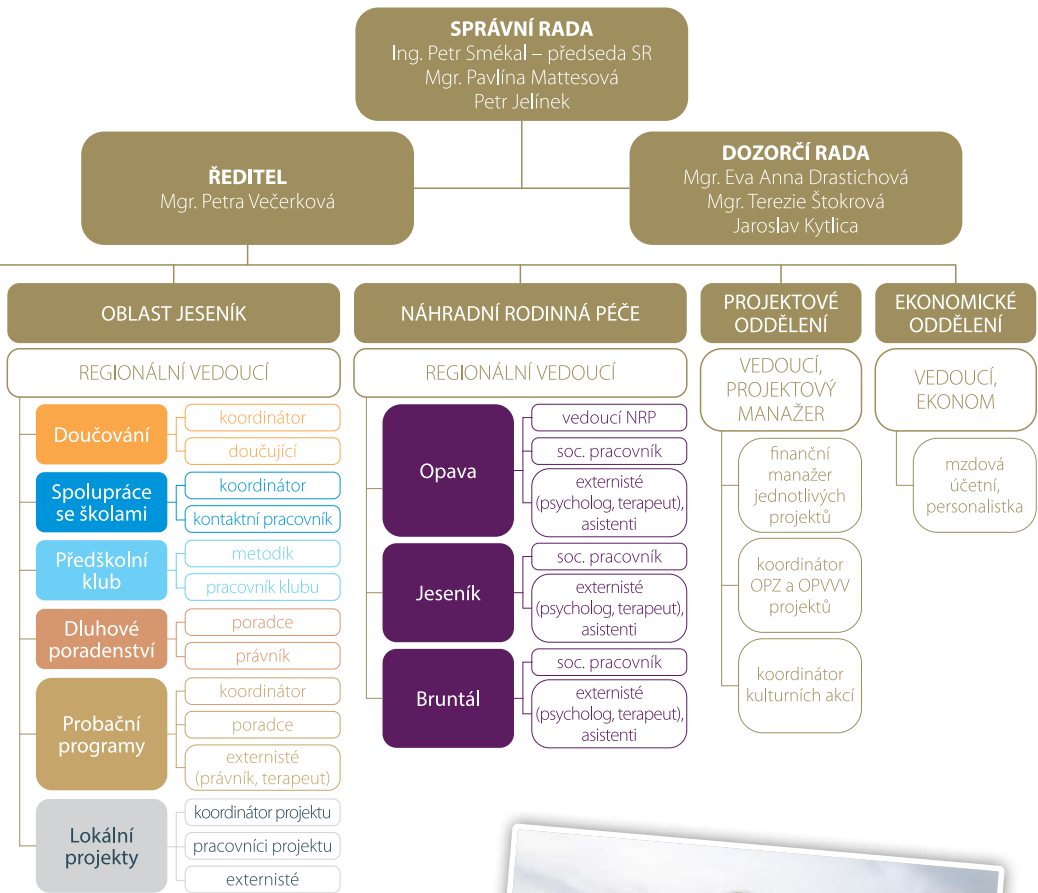 SPRÁVNÍ RADA
Ing. Petr Smékal – předseda SR
Mgr. Pavlína Mattesová
Petr Jelínek
ŘEDITEL
Mgr. Petra Večerková
DOZORČÍ RADA
Mgr. Eva Anna Drastichová
Mgr. Terezie Štokrová
Jaroslav Kytlica
OBLAST JESENÍK
REGIONÁLNÍ VEDOUCÍ
Doučování
koordinátor
doučující
Spolupráce
se školami
koordinátor
kontaktní pracovník
Předškolní
klub
metodik
pracovník klubu
Dluhové
poradenství
poradce
právník
Probační
programy
koordinátor
poradce
externisté
(právník, terapeut)
Lokální
projekty
koordinátor projektu
pracovníci projektu
externisté
NÁHRADNÍ RODINNÁ PÉČE
REGIONÁLNÍ VEDOUCÍ
Opava
vedoucí NRP
soc. pracovník
externisté
(psycholog, terapeut),
asistenti
Jeseník
soc. pracovník
externisté
(psycholog, terapeut),
asistenti
Bruntál
soc. pracovník
externisté
(psycholog, terapeut),
asistenti
PROJEKTOVÉ
ODDĚLENÍ
VEDOUCÍ,
PROJEKTOVÝ
MANAŽER
finanční
manažer
jednotlivých
projektů
koordinátor
OPZ a OPVVV
projektů
koordinátor
kulturních akcí
EKONOMICKÉ
ODDĚLENÍ
VEDOUCÍ,
EKONOM
mzdová
účetní,
personalistka